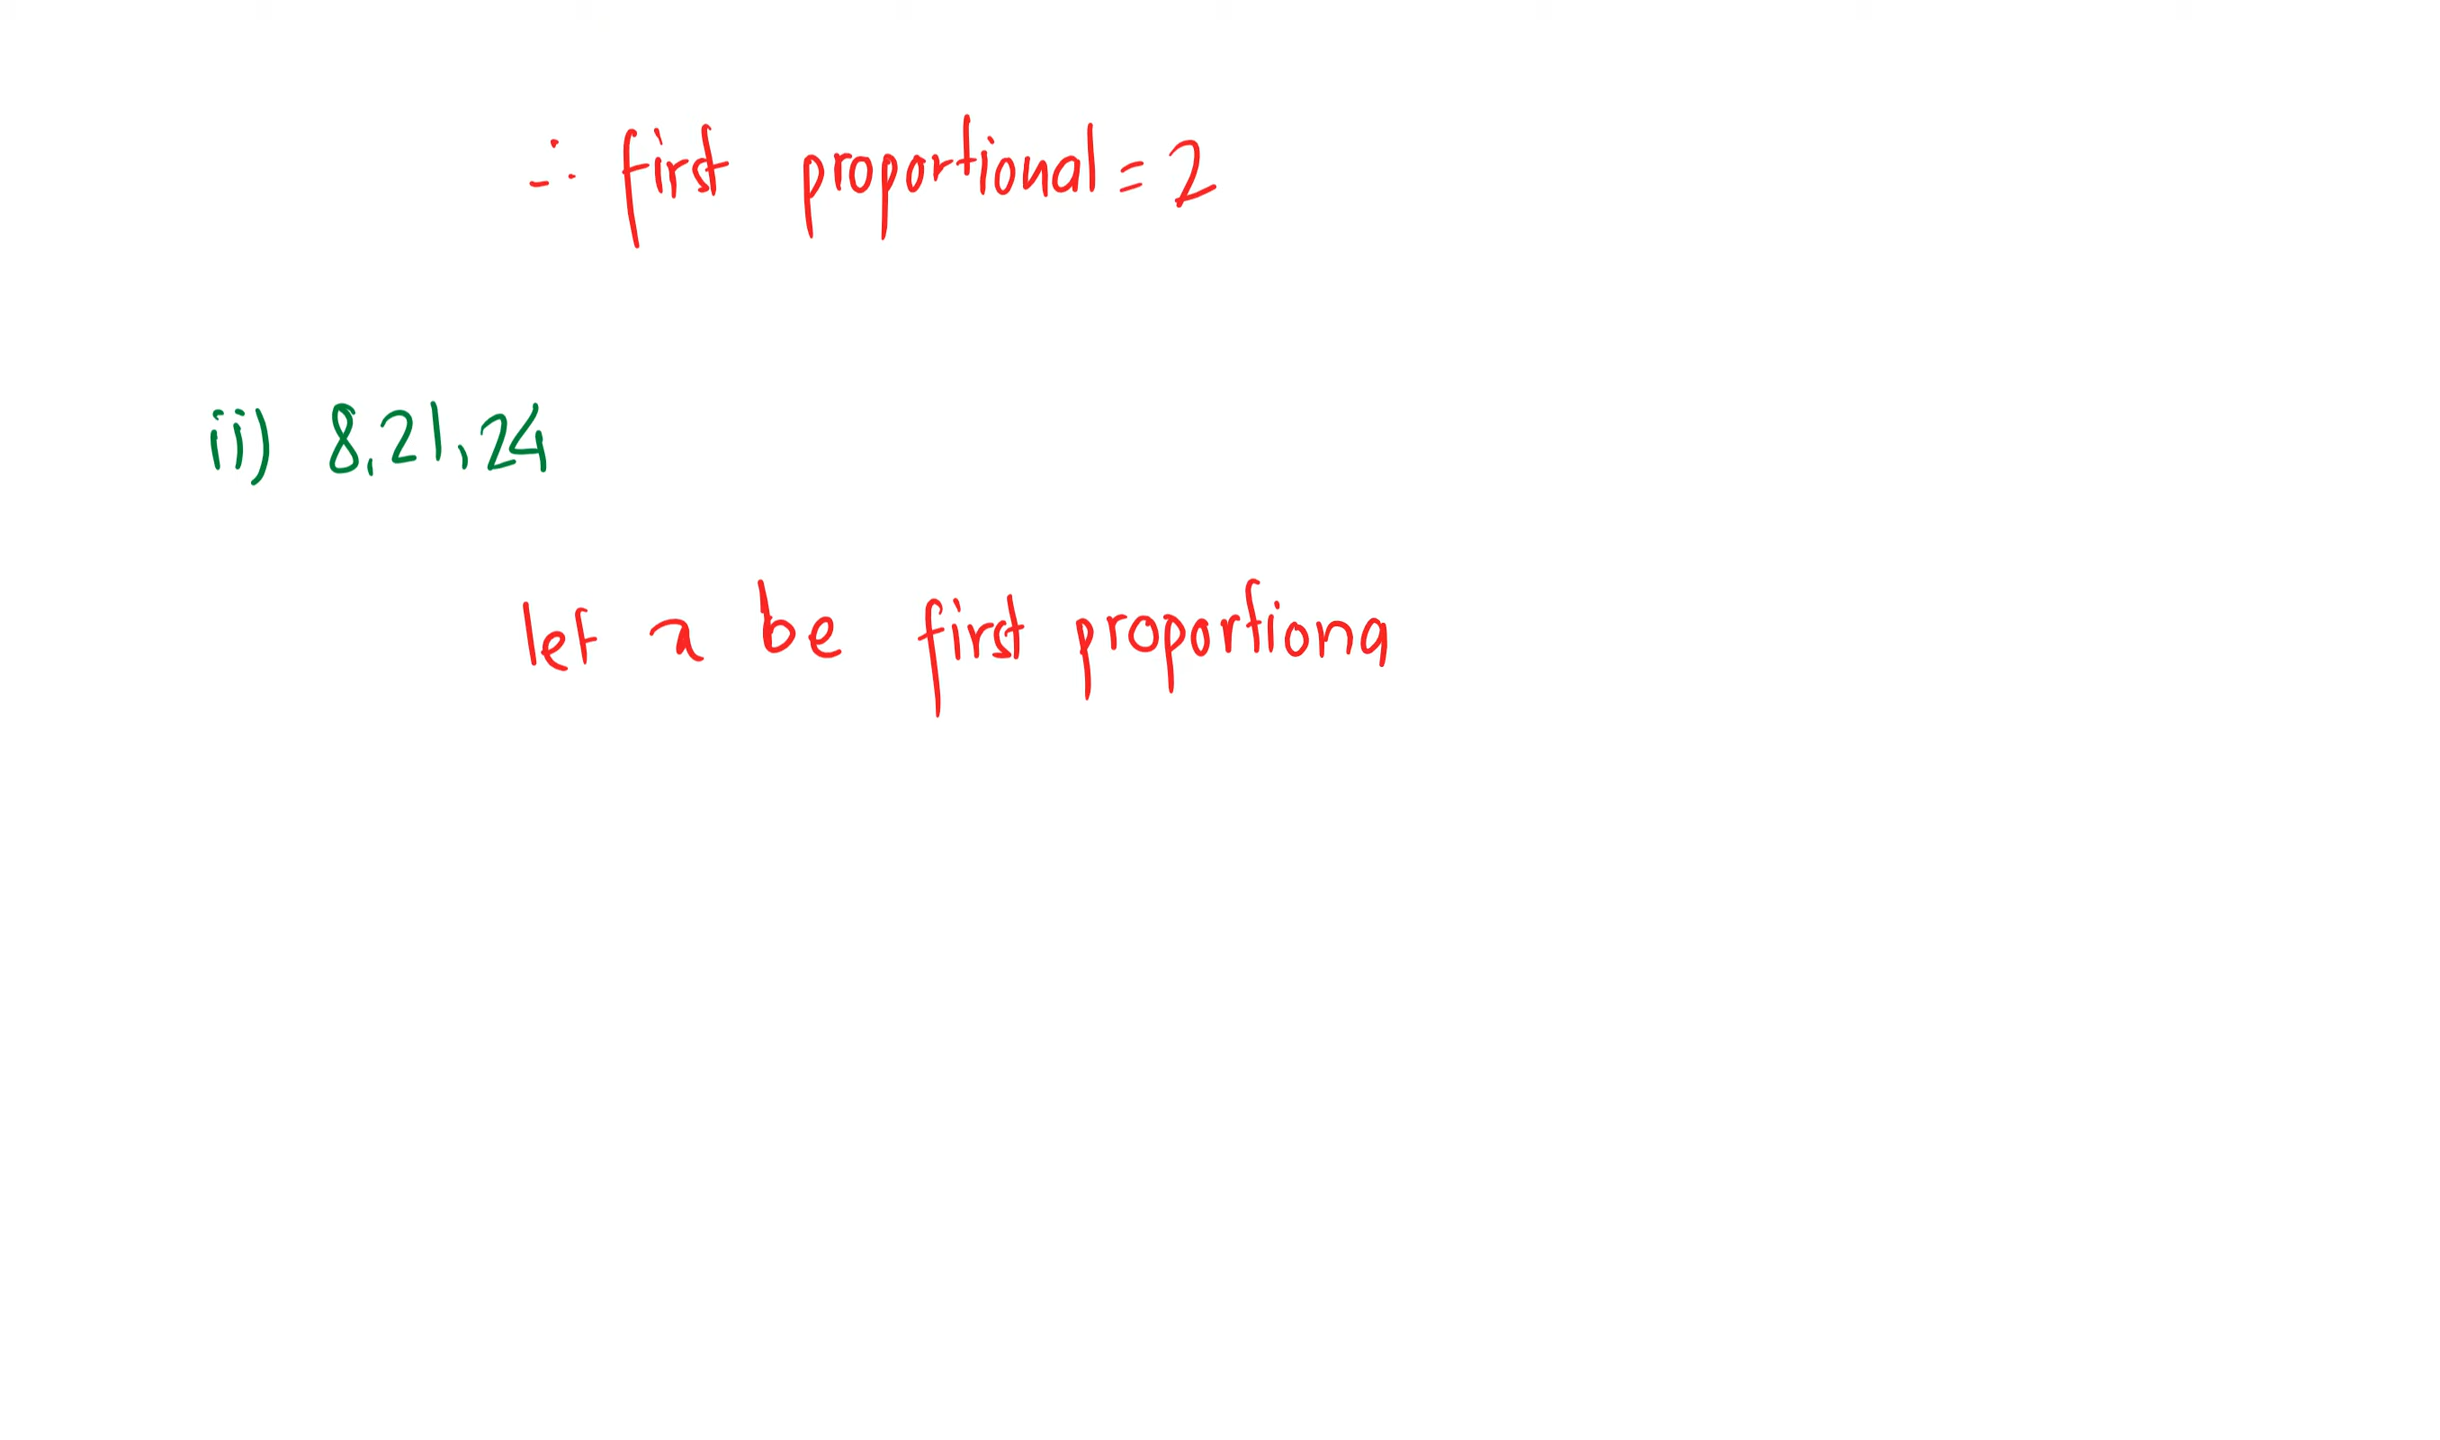 ∴ first proportional = 2
ii) 8,21,24
let x be first proportiona